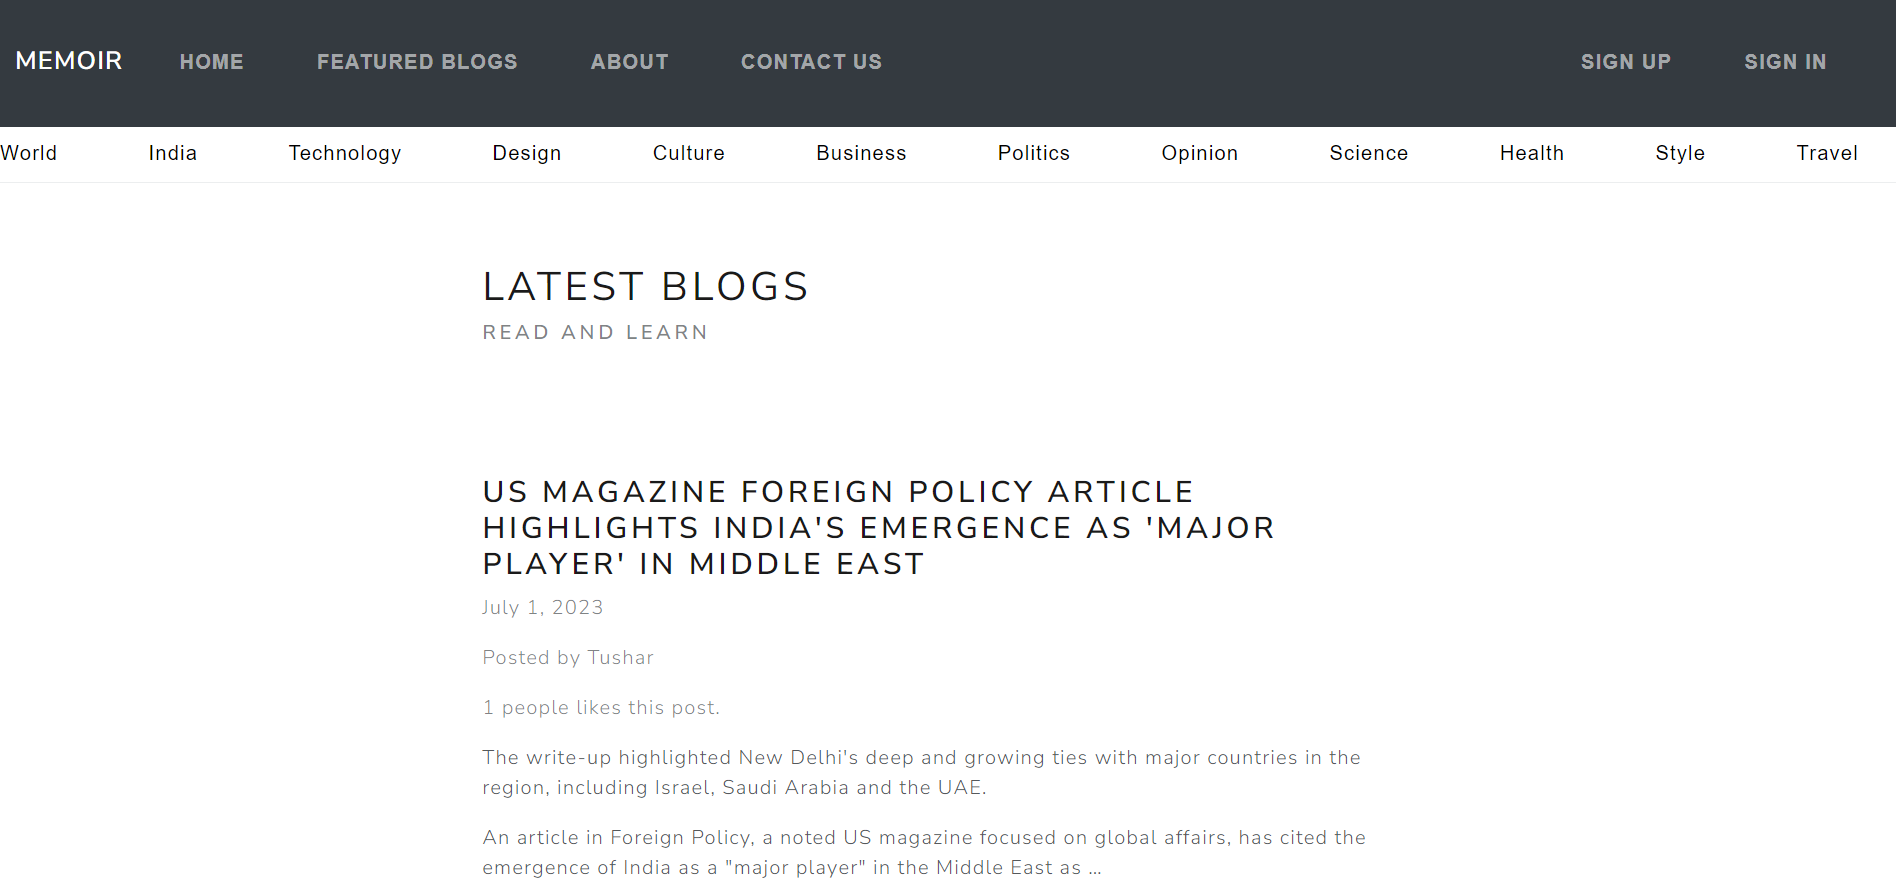 MEMOIR HOME FEATURED BLOGS ABOUT CONTACT US SIGN UP SIGN IN
World India Technology Design Culture Business Politics Opinion Science Health Style Travel
LATEST BLOGS
READ AND LEARN
US MAGAZINE FOREIGN POLICY ARTICLE
HIGHLIGHTS INDIA'S EMERGENCE AS 'MAJOR
PLAYER' IN MIDDLE EAST
July 1, 2023
Posted by Tushar
1 people likes this post.
The write-up highlighted New Delhi's deep and growing ties with major countries in the
region, including Israel, Saudi Arabia and the UAE.
An article in Foreign Policy, a noted US magazine focused on global affairs, has cited the
emergence of India as a "major player" in the Middle East as …